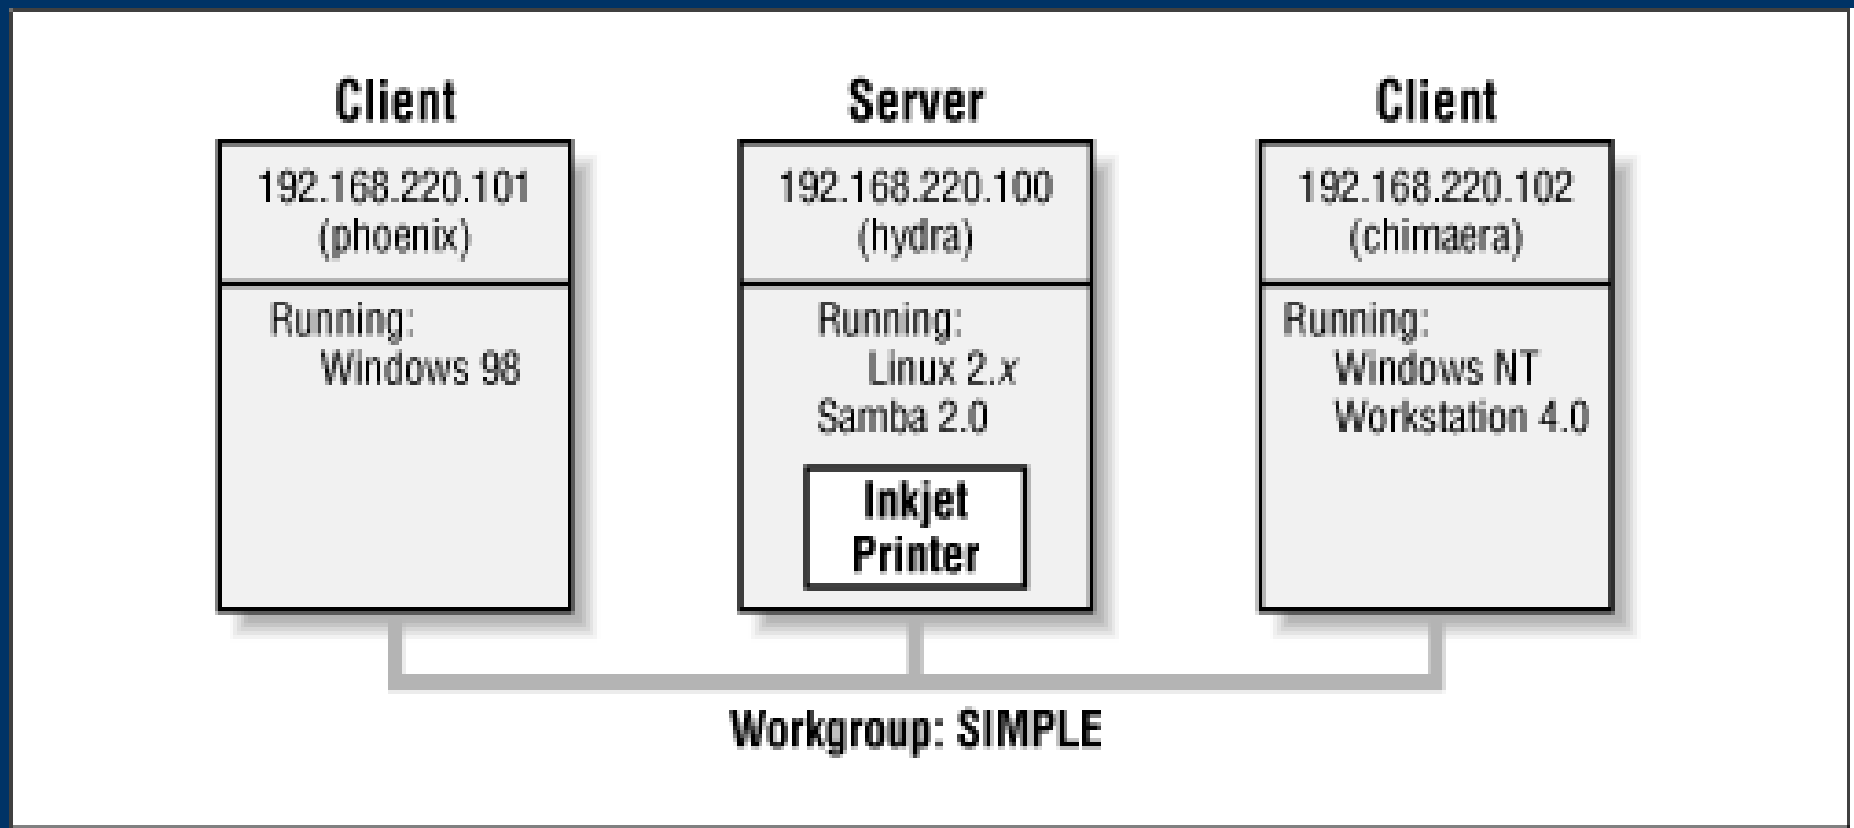 Client
192.168.220.101
(phoenix)
Running:
Windows 98
Server
192.168.220.100
(hydra)
Running:
Linux 2.x
Samba 2.0
Inkjet
Printer
Client
192.168.220.102
(chimaera)
Running:
Windows NT
Workstation 4.0
Workgroup: SIMPLE